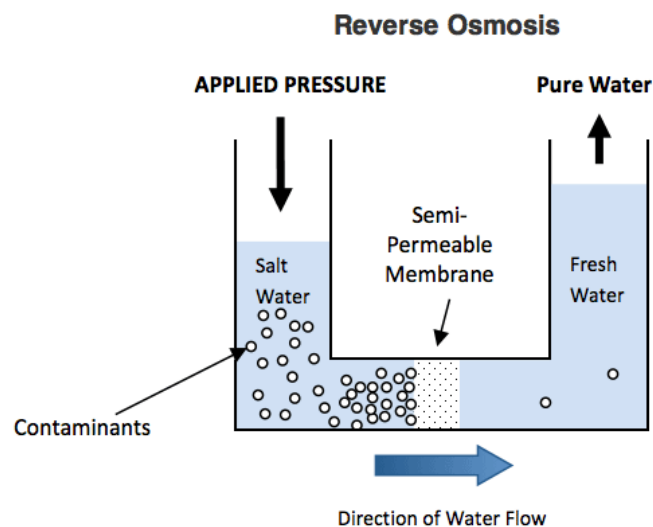 Reverse Osmosis
APPLIED PRESSURE
Pure Water
Semi-
Permeable
Membrane
Salt
Water
Fresh
Water
Contaminants
Direction of Water Flow